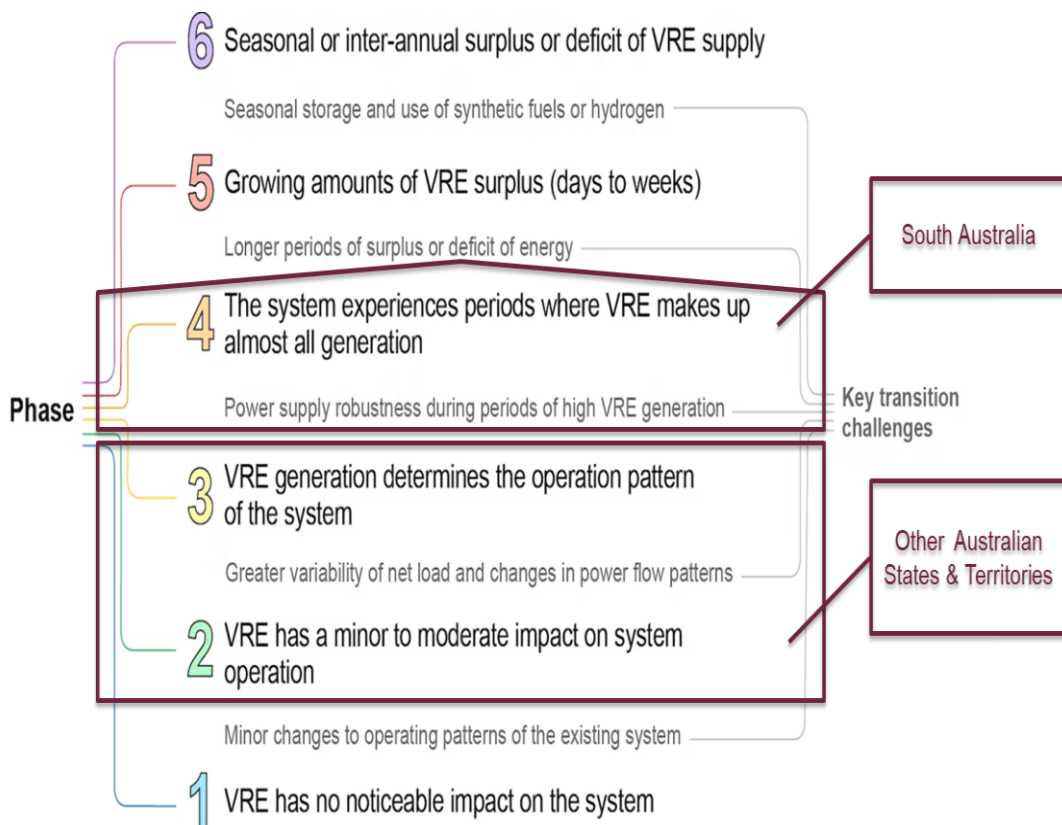 6 Seasonal or inter-annual surplus or deficit of VRE supply
Seasonal storage and use of synthetic fuels or hydrogen
5 Growing amounts of VRE surplus (days to weeks)
South Australia
Longer periods of surplus or deficit of energy
4 The system experiences periods where VRE makes up
almost all generation
Phase
Power supply robustness during periods of high VRE generation
Key transition
challenges
3 VRE generation determines the operation pattern
of the system
Other Australian
States & Territories
Greater variability of net load and changes in power flow patterns
2 VRE has a minor to moderate impact on system
operation
Minor changes to operating patterns of the existing system
1 VRE has no noticeable impact on the system